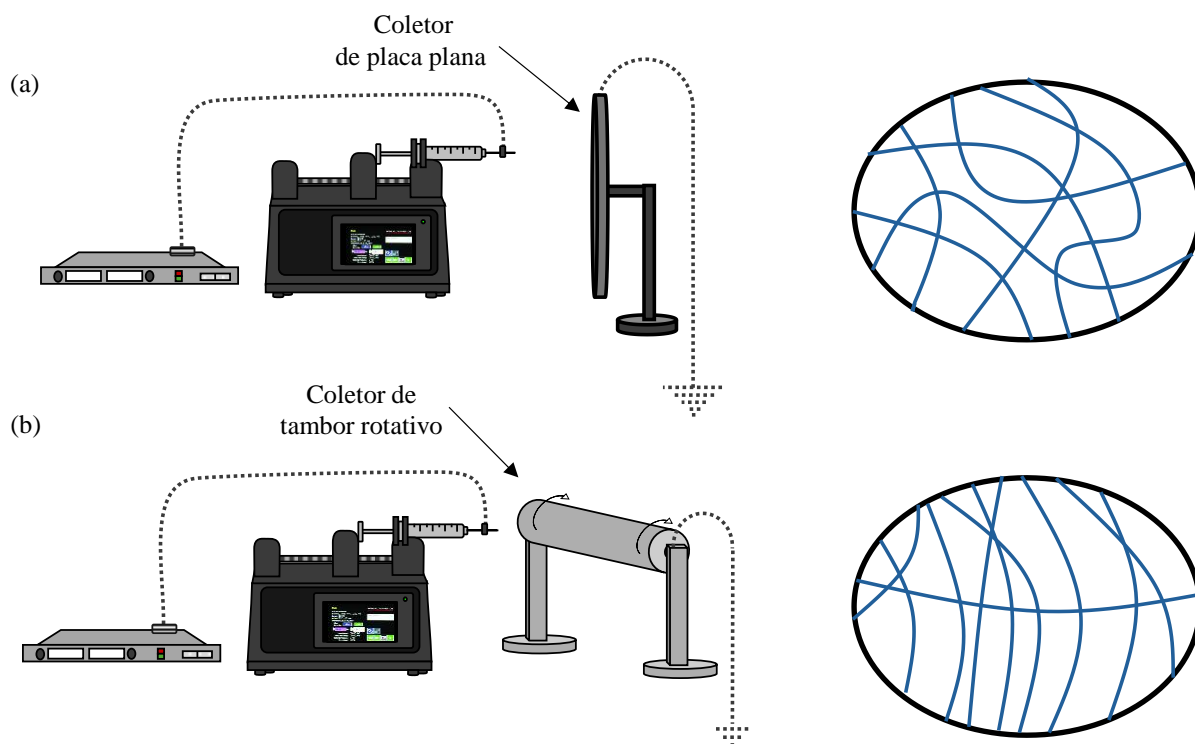 Coletor
de placa plana
(a)
Coletor de
tambor rotativo
(b)